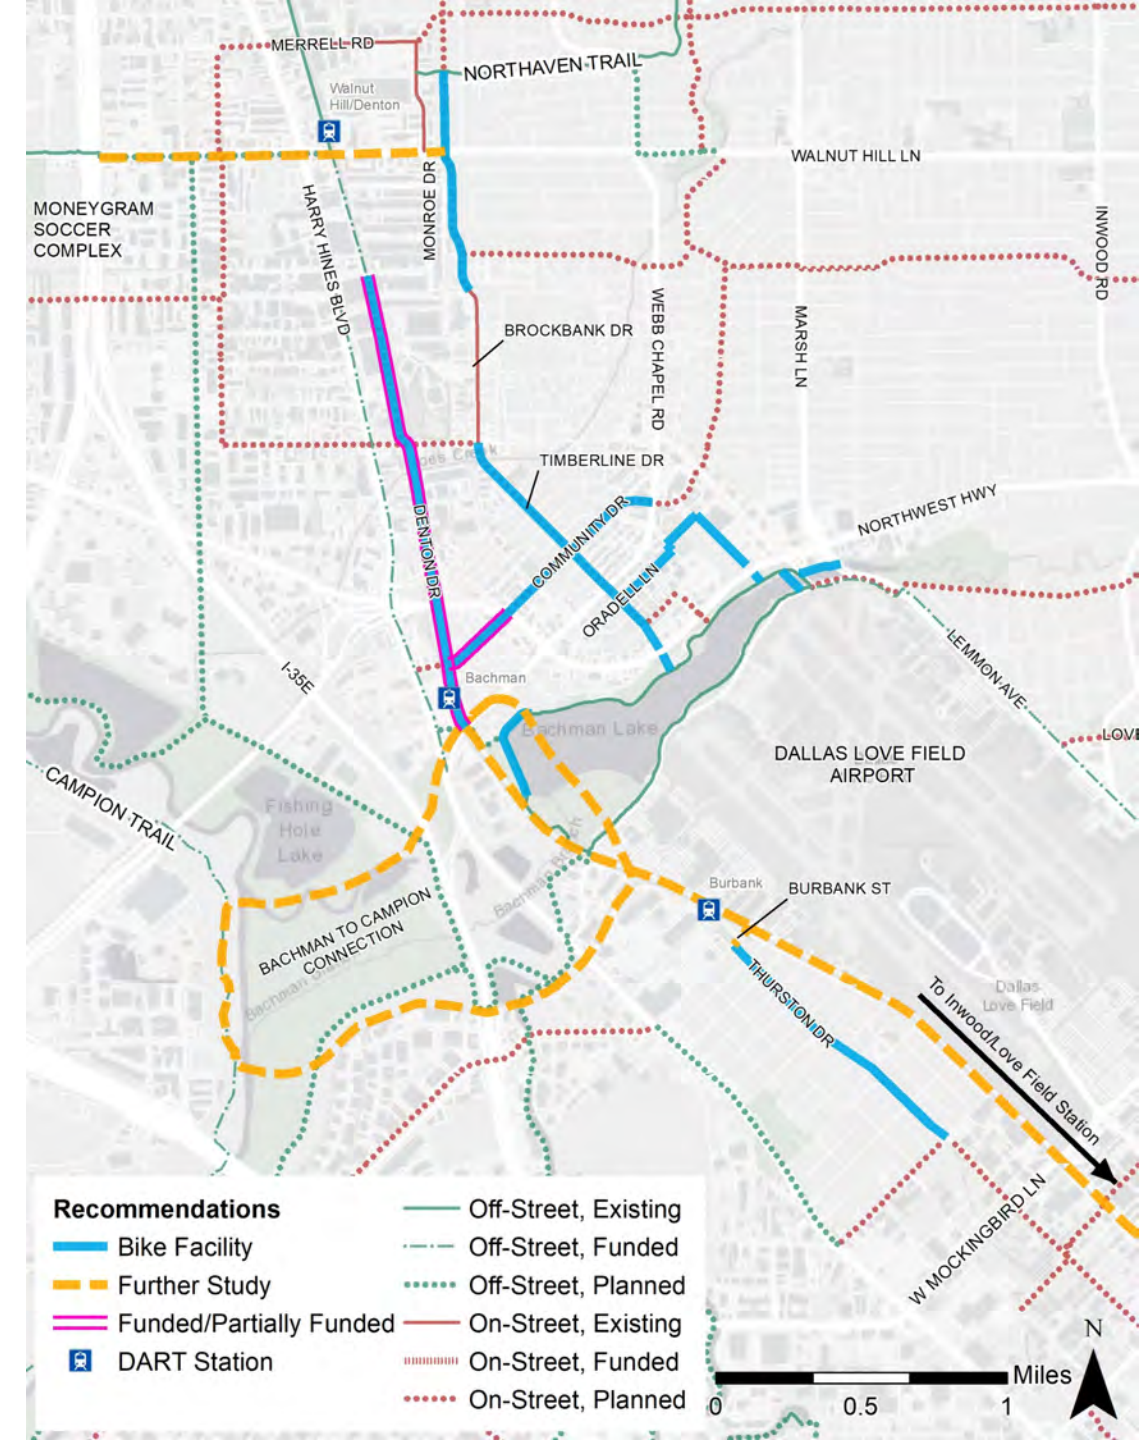 MERRELL RD
NORTHAVEN TRAIL
Walnut
Hill/Denton
WALNUT HILL LN
MONEYGRAM
SOCCER
COMPLEX
HARRY HINES BLVD
MONROE DR
INWOOD RD
WEBB CHAPEL RD
MARSH LN
BROCKBANK DR
TIMBERLINE DR
NORTHWEST HWY
DENTON DR
COMMUNITY DR
ORADELL LN
I-35E
Bachman
LEMMON AVE
Bachman Lake
DALLAS LOVE FIELD
AIRPORT
LOVE
CAMPION TRAIL
Fishing
Hole
Lake
Burbank
BURBANK ST
BACHMAN TO CAMPION
CONNECTION
Bachman
Bachman
THURSTON DR
Dallas
Love Field
To Inwood/Love Field Station
W MOCKINGBIRD LN
Recommendations
Bike Facility
Further Study
Funded/Partially Funded
DART Station
Off-Street, Existing
Off-Street, Funded
Off-Street, Planned
On-Street, Existing
On-Street, Funded
On-Street, Planned
N
Miles
0 0.5 1